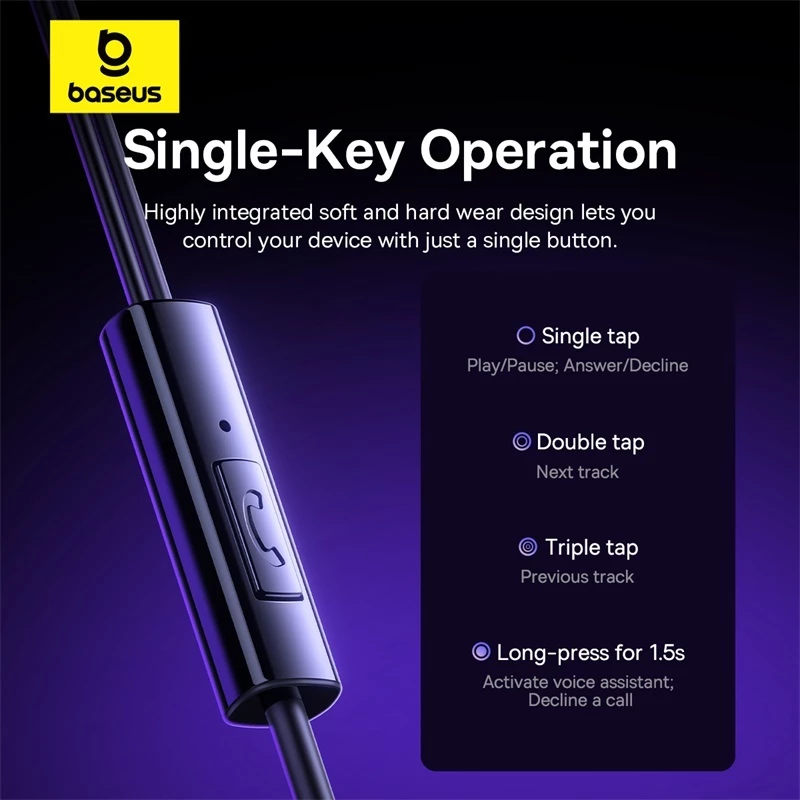 baseus
Single-Key Operation
Highly integrated soft and hard wear design lets you
control your device with just a single button.
Single tap
Play/Pause; Answer/Decline
Double tap
Next track
Triple tap
Previous track
Long-press for 1.5s
Activate voice assistant;
Decline a call